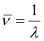 ν̅ = 1/λ